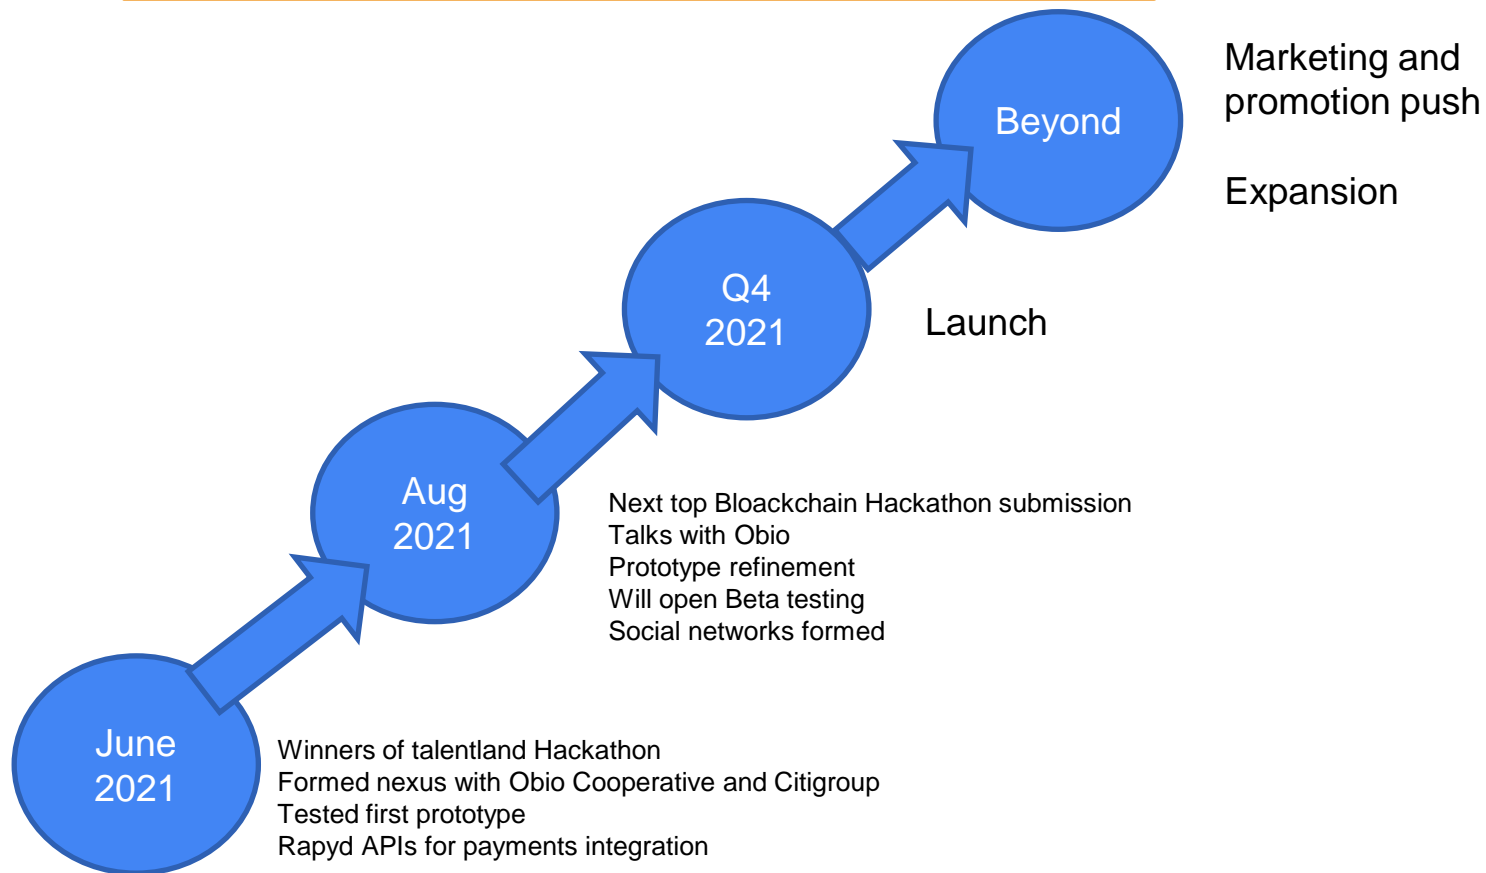 Beyond
Marketing and
promotion push
Expansion
Q4
2021
Launch
Aug
2021
Next top Bloackchain Hackathon submission
Talks with Obio
Prototype refinement
Will open Beta testing
Social networks formed
June
2021
Winners of talentland Hackathon
Formed nexus with Obio Cooperative and Citigroup
Tested first prototype
Rapyd APIs for payments integration